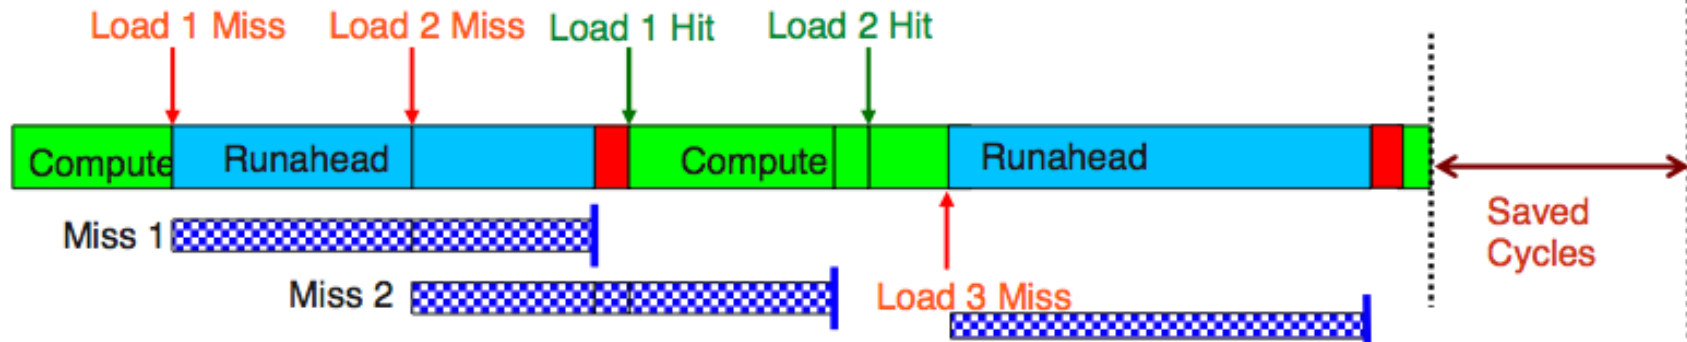 Load 1 Miss Load 2 Miss Load 1 Hit Load 2 Hit
Compute Runahead Compute Runahead
Miss 1
Saved
Cycles
Miss 2
Load 3 Miss